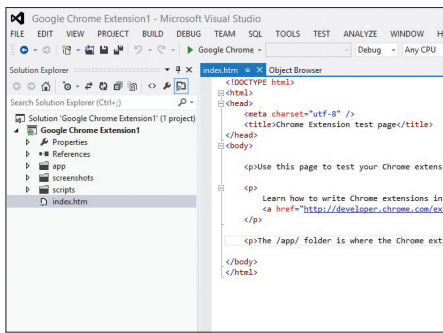 Google Chrome Extension1 - Microsoft Visual Studio
FILE EDIT VIEW PROJECT BUILD DEBUG TEAM SQL TOOLS TEST ANALYZE WINDOW H
Google Chrome Debug Any CPU
Solution Explorer
index.htm Object Browser
Search Solution Explorer (Ctrl+;)
Solution 'Google Chrome Extension1' (1 project)
Google Chrome Extension1
Properties
References
app
screenshots
scripts
index.htm
<!DOCTYPE html>
<html>
<head>
<meta charset="utf-8" />
<title>Chrome Extension test page</title>
</head>
<body>
<p>Use this page to test your Chrome extens
<p>
Learn how to write Chrome extensions in
<a href="http://developer.chrome.com/ex
</p>
<p>The /app/ folder is where the Chrome ext
</body>
</html>